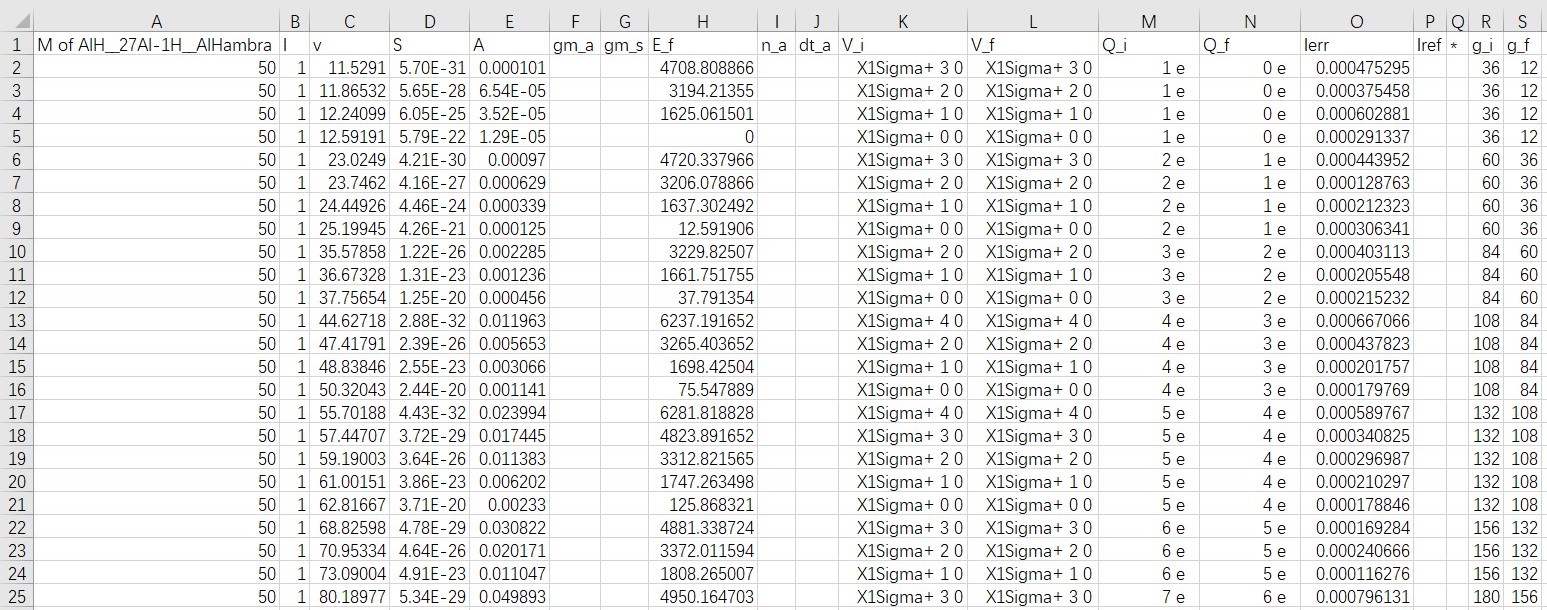 A B C D E F G H I J K L M N O P Q R S
1 M of AlH__27Al-1H__AlHambra I v S A gm_a gm_s E_f n_a dt_a V_i V_f Q_i Q_f Ierr Iref * g_i g_f
2 50 1 11.5291 5.70E-31 0.000101 4708.808866 X1Sigma+ 3 0 X1Sigma+ 3 0 1 e 0 e 0.000475295 36 12
3 50 1 11.86532 5.65E-28 6.54E-05 3194.21355 X1Sigma+ 2 0 X1Sigma+ 2 0 1 e 0 e 0.000375458 36 12
4 50 1 12.24099 6.05E-25 3.52E-05 1625.061501 X1Sigma+ 1 0 X1Sigma+ 1 0 1 e 0 e 0.000602881 36 12
5 50 1 12.59191 5.79E-22 1.29E-05 0 X1Sigma+ 0 0 X1Sigma+ 0 0 1 e 0 e 0.000291337 36 12
6 50 1 23.0249 4.21E-30 0.00097 4720.337966 X1Sigma+ 3 0 X1Sigma+ 3 0 2 e 1 e 0.000443952 60 36
7 50 1 23.7462 4.16E-27 0.000629 3206.078866 X1Sigma+ 2 0 X1Sigma+ 2 0 2 e 1 e 0.000128763 60 36
8 50 1 24.44926 4.46E-24 0.000339 1637.302492 X1Sigma+ 1 0 X1Sigma+ 1 0 2 e 1 e 0.000212323 60 36
9 50 1 25.19945 4.26E-21 0.000125 12.591906 X1Sigma+ 0 0 X1Sigma+ 0 0 2 e 1 e 0.000306341 60 36
10 50 1 35.57858 1.22E-26 0.002285 3229.82507 X1Sigma+ 2 0 X1Sigma+ 2 0 3 e 2 e 0.000403113 84 60
11 50 1 36.67328 1.31E-23 0.001236 1661.751755 X1Sigma+ 1 0 X1Sigma+ 1 0 3 e 2 e 0.000205548 84 60
12 50 1 37.75654 1.25E-20 0.000456 37.791354 X1Sigma+ 0 0 X1Sigma+ 0 0 3 e 2 e 0.000215232 84 60
13 50 1 44.62718 2.88E-32 0.011963 6237.191652 X1Sigma+ 4 0 X1Sigma+ 4 0 4 e 3 e 0.000667066 108 84
14 50 1 47.41791 2.39E-26 0.005653 3265.403652 X1Sigma+ 2 0 X1Sigma+ 2 0 4 e 3 e 0.000437823 108 84
15 50 1 48.83846 2.55E-23 0.003066 1698.42504 X1Sigma+ 1 0 X1Sigma+ 1 0 4 e 3 e 0.000201757 108 84
16 50 1 50.32043 2.44E-20 0.001141 75.547889 X1Sigma+ 0 0 X1Sigma+ 0 0 4 e 3 e 0.000179769 108 84
17 50 1 55.70188 4.43E-32 0.023994 6281.818828 X1Sigma+ 4 0 X1Sigma+ 4 0 5 e 4 e 0.000589767 132 108
18 50 1 57.44707 3.72E-29 0.017445 4823.891652 X1Sigma+ 3 0 X1Sigma+ 3 0 5 e 4 e 0.000340825 132 108
19 50 1 59.19003 3.64E-26 0.011383 3312.821565 X1Sigma+ 2 0 X1Sigma+ 2 0 5 e 4 e 0.000296987 132 108
20 50 1 61.00151 3.86E-23 0.006202 1747.263498 X1Sigma+ 1 0 X1Sigma+ 1 0 5 e 4 e 0.000210297 132 108
21 50 1 62.81667 3.71E-20 0.00233 125.868321 X1Sigma+ 0 0 X1Sigma+ 0 0 5 e 4 e 0.000178846 132 108
22 50 1 68.82598 4.78E-29 0.030822 4881.338724 X1Sigma+ 3 0 X1Sigma+ 3 0 6 e 5 e 0.000169284 156 132
23 50 1 70.95334 4.64E-26 0.020171 3372.011594 X1Sigma+ 2 0 X1Sigma+ 2 0 6 e 5 e 0.000240666 156 132
24 50 1 73.09004 4.91E-23 0.011047 1808.265007 X1Sigma+ 1 0 X1Sigma+ 1 0 6 e 5 e 0.000116276 156 132
25 50 1 80.18977 5.34E-29 0.049893 4950.164703 X1Sigma+ 3 0 X1Sigma+ 3 0 7 e 6 e 0.000796131 180 156